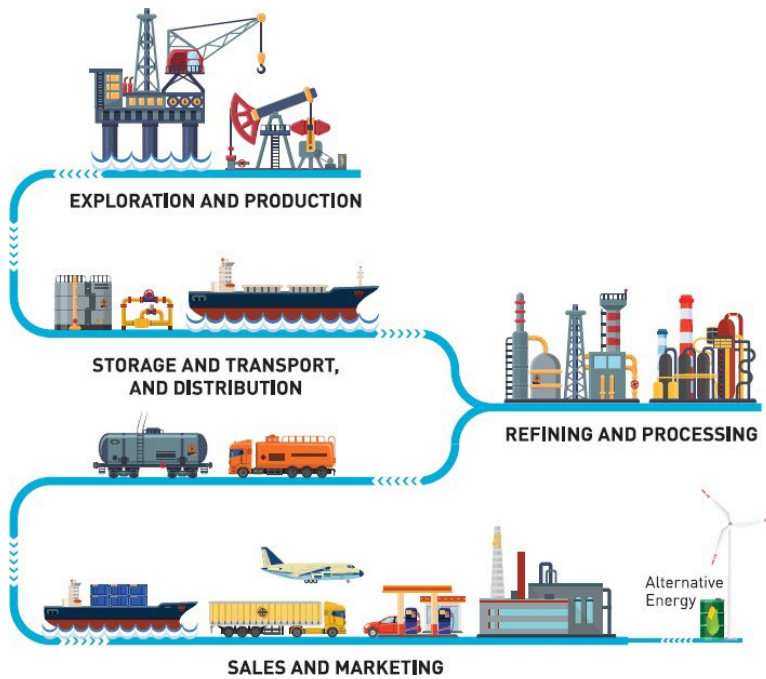 EXPLORATION AND PRODUCTION
STORAGE AND TRANSPORT,
AND DISTRIBUTION
REFINING AND PROCESSING
Alternative
Energy
SALES AND MARKETING